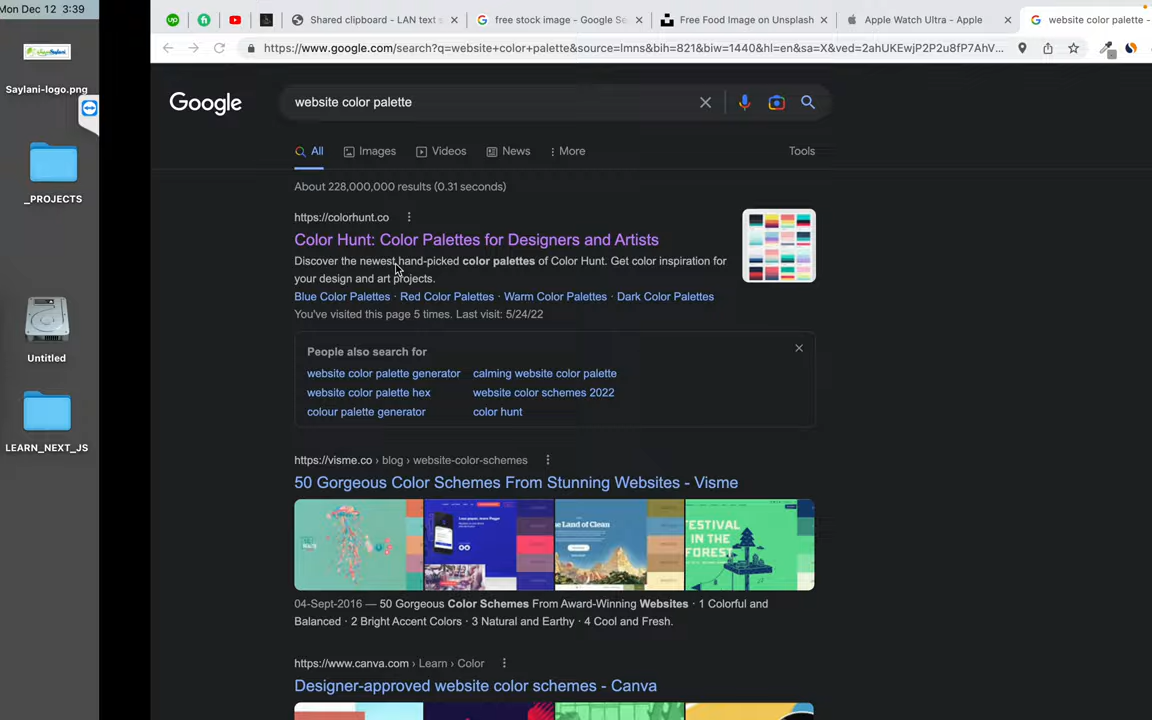 Mon Dec 12 3:39
Saylani-logo.png
_PROJECTS
Untitled
LEARN_NEXT_JS
Shared clipboard - LAN text s
free stock image - Google Se
Free Food Image on Unsplash
Apple Watch Ultra - Apple
website color palette -
https://www.google.com/search?q=website+color+palette&source=lmns&bih=821&biw=1440&hl=en&sa=X&ved=2ahUKEwjP2P2u8fP7AhV...
Google
website color palette
All
Images
Videos
News
More
Tools
About 228,000,000 results (0.31 seconds)
https://colorhunt.co
Color Hunt: Color Palettes for Designers and Artists
Discover the newest hand-picked color palettes of Color Hunt. Get color inspiration for
your design and art projects.
Blue Color Palettes · Red Color Palettes · Warm Color Palettes · Dark Color Palettes
You've visited this page 5 times. Last visit: 5/24/22
People also search for
website color palette generator
calming website color palette
website color palette hex
website color schemes 2022
colour palette generator
color hunt
https://visme.co › blog › website-color-schemes
50 Gorgeous Color Schemes From Stunning Websites - Visme
FESTIVAL
IN THE
04-Sept-2016 — 50 Gorgeous Color Schemes From Award-Winning Websites · 1 Colorful and
Balanced · 2 Bright Accent Colors · 3 Natural and Earthy · 4 Cool and Fresh.
https://www.canva.com › Learn › Color
Designer-approved website color schemes - Canva